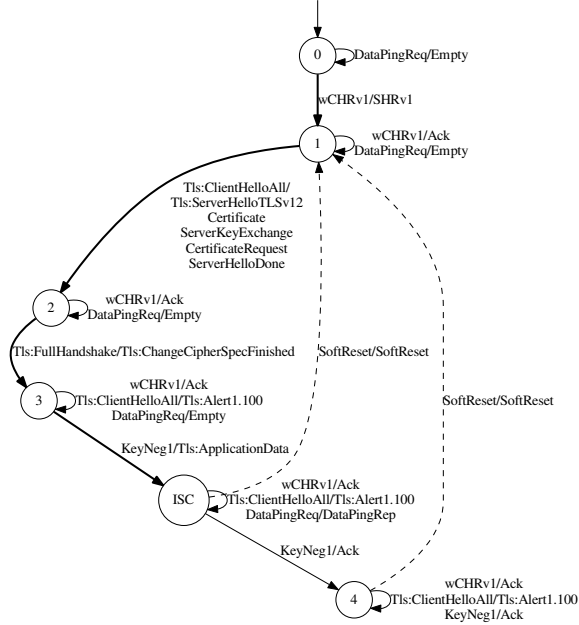 0
DataPingReq/Empty
wCHRv1/SHRv1
1
wCHRv1/Ack
DataPingReq/Empty
Tls:ClientHelloAll/
Tls:ServerHelloTLSv12
Certificate
ServerKeyExchange
CertificateRequest
ServerHelloDone
2
wCHRv1/Ack
DataPingReq/Empty
Tls:FullHandshake/Tls:ChangeCipherSpecFinished
SoftReset/SoftReset
3
wCHRv1/Ack
Tls:ClientHelloAll/Tls:Alert1.100
DataPingReq/Empty
SoftReset/SoftReset
KeyNeg1/Tls:ApplicationData
ISC
wCHRv1/Ack
Tls:ClientHelloAll/Tls:Alert1.100
DataPingReq/DataPingRep
KeyNeg1/Ack
4
wCHRv1/Ack
Tls:ClientHelloAll/Tls:Alert1.100
KeyNeg1/Ack